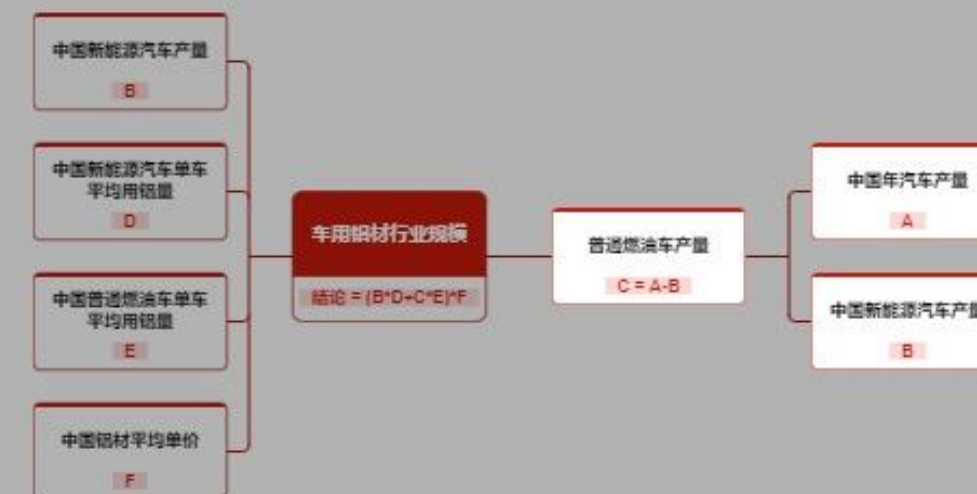 中国新能源汽车产量
B
中国新能源汽车单车
平均用铝量
D
中国普通燃油车单车
平均用铝量
E
中国铝材平均单价
F
车用铝材行业规模
结论 = (B*D+C*E)*F
普通燃油车产量
C = A-B
中国年汽车产量
A
中国新能源汽车产量
B